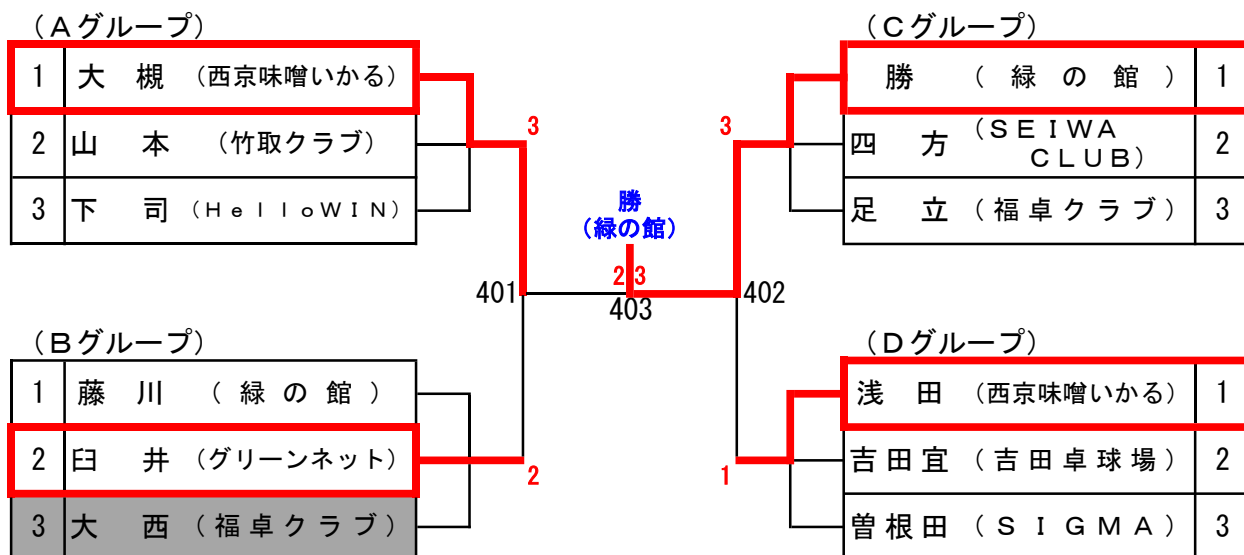 （Ａグループ）
1 大 槻 （西京味噌いかる）
2 山 本 （竹取クラブ）
3 下 司 （ＨｅｌｌｏＷＩＮ）
（Ｂグループ）
1 藤 川 （ 緑 の 館 ）
2 臼 井 （グリーンネット）
3 大 西 （福卓クラブ）
3
401
2
勝
（緑の館）
2 3
403
3
402
1
（Ｃグループ）
勝 （ 緑 の 館 ） 1
四 方 （ＳＥＩＷＡ
ＣＬＵＢ） 2
足 立 （福卓クラブ） 3
（Ｄグループ）
浅 田 （西京味噌いかる） 1
吉田宜 （吉田卓球場） 2
曽根田 （ＳＩＧＭＡ） 3